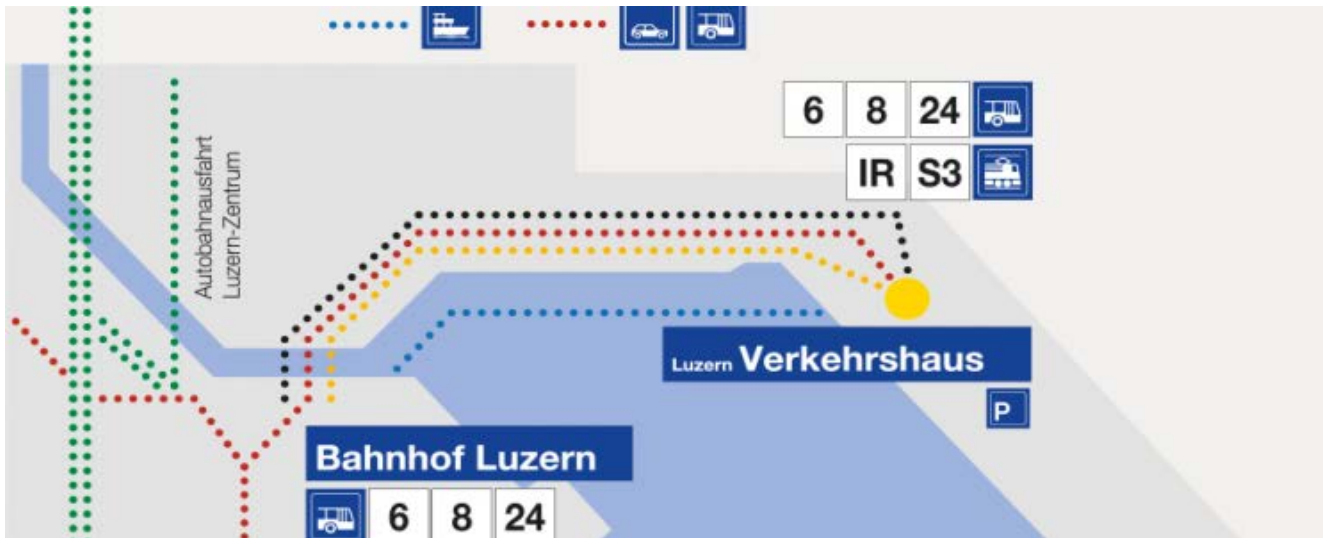 6 8 24
IR S3
Autobahnausfahrt
Luzern-Zentrum
Luzern Verkehrshaus
P
Bahnhof Luzern
6 8 24